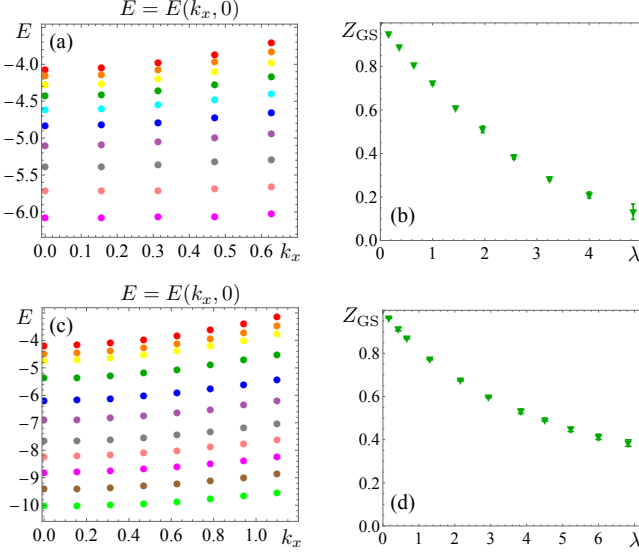 E = E(k_x, 0)
E
(a)
−4.0
−4.5
−5.0
−5.5
−6.0
0.0 0.1 0.2 0.3 0.4 0.5 0.6 k_x
Z_GS
0.8
0.6
0.4
0.2
0.0
(b)
0 1 2 3 4 λ
E = E(k_x, 0)
E
(c)
−4
−5
−6
−7
−8
−9
−10
0.0 0.2 0.4 0.6 0.8 1.0 k_x
Z_GS
0.8
0.6
0.4
0.2
0.0
(d)
0 1 2 3 4 5 6 λ